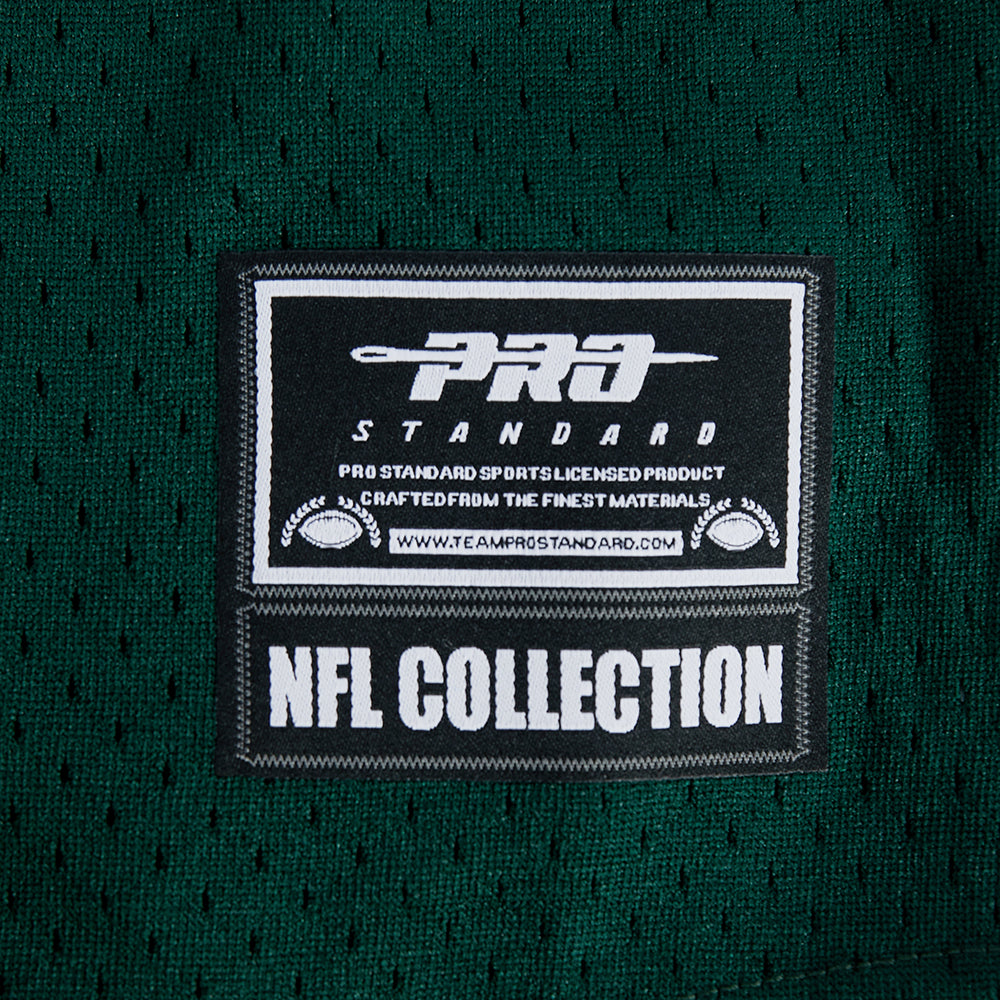 PRO
STANDARD
PRO STANDARD SPORTS LICENSED PRODUCT
CRAFTED FROM THE FINEST MATERIALS
WWW.TEAMPROSTANDARD.COM
NFL COLLECTION